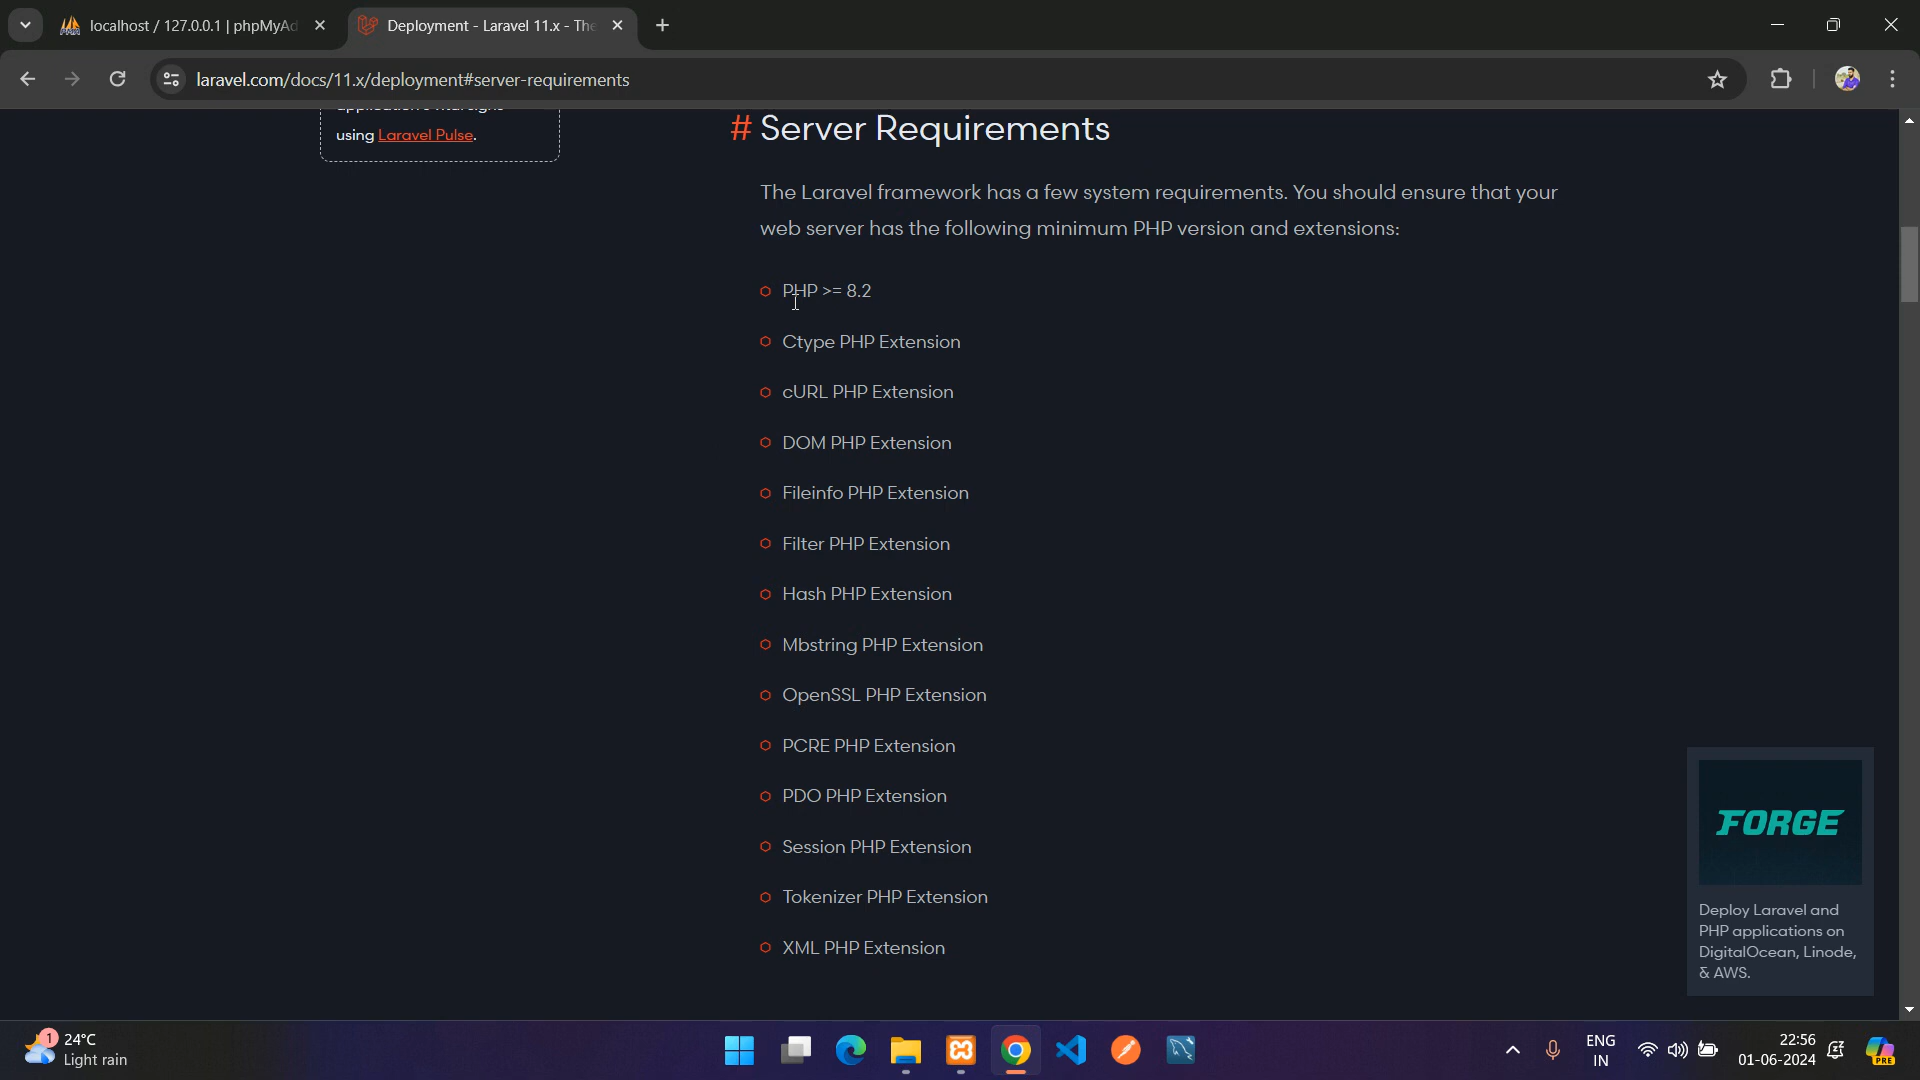 localhost / 127.0.0.1 | phpMyAd
Deployment - Laravel 11.x - The
laravel.com/docs/11.x/deployment#server-requirements
using Laravel Pulse.
# Server Requirements
The Laravel framework has a few system requirements. You should ensure that your
web server has the following minimum PHP version and extensions:
PHP >= 8.2
Ctype PHP Extension
cURL PHP Extension
DOM PHP Extension
Fileinfo PHP Extension
Filter PHP Extension
Hash PHP Extension
Mbstring PHP Extension
OpenSSL PHP Extension
PCRE PHP Extension
PDO PHP Extension
Session PHP Extension
Tokenizer PHP Extension
XML PHP Extension
FORGE
Deploy Laravel and
PHP applications on
DigitalOcean, Linode,
& AWS.
1
24°C
Light rain
ENG
IN
22:56
01-06-2024
PRE